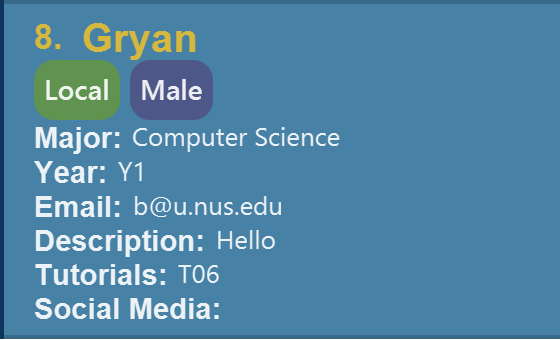 8. Gryan
Local Male
Major: Computer Science
Year: Y1
Email: b@u.nus.edu
Description: Hello
Tutorials: T06
Social Media: